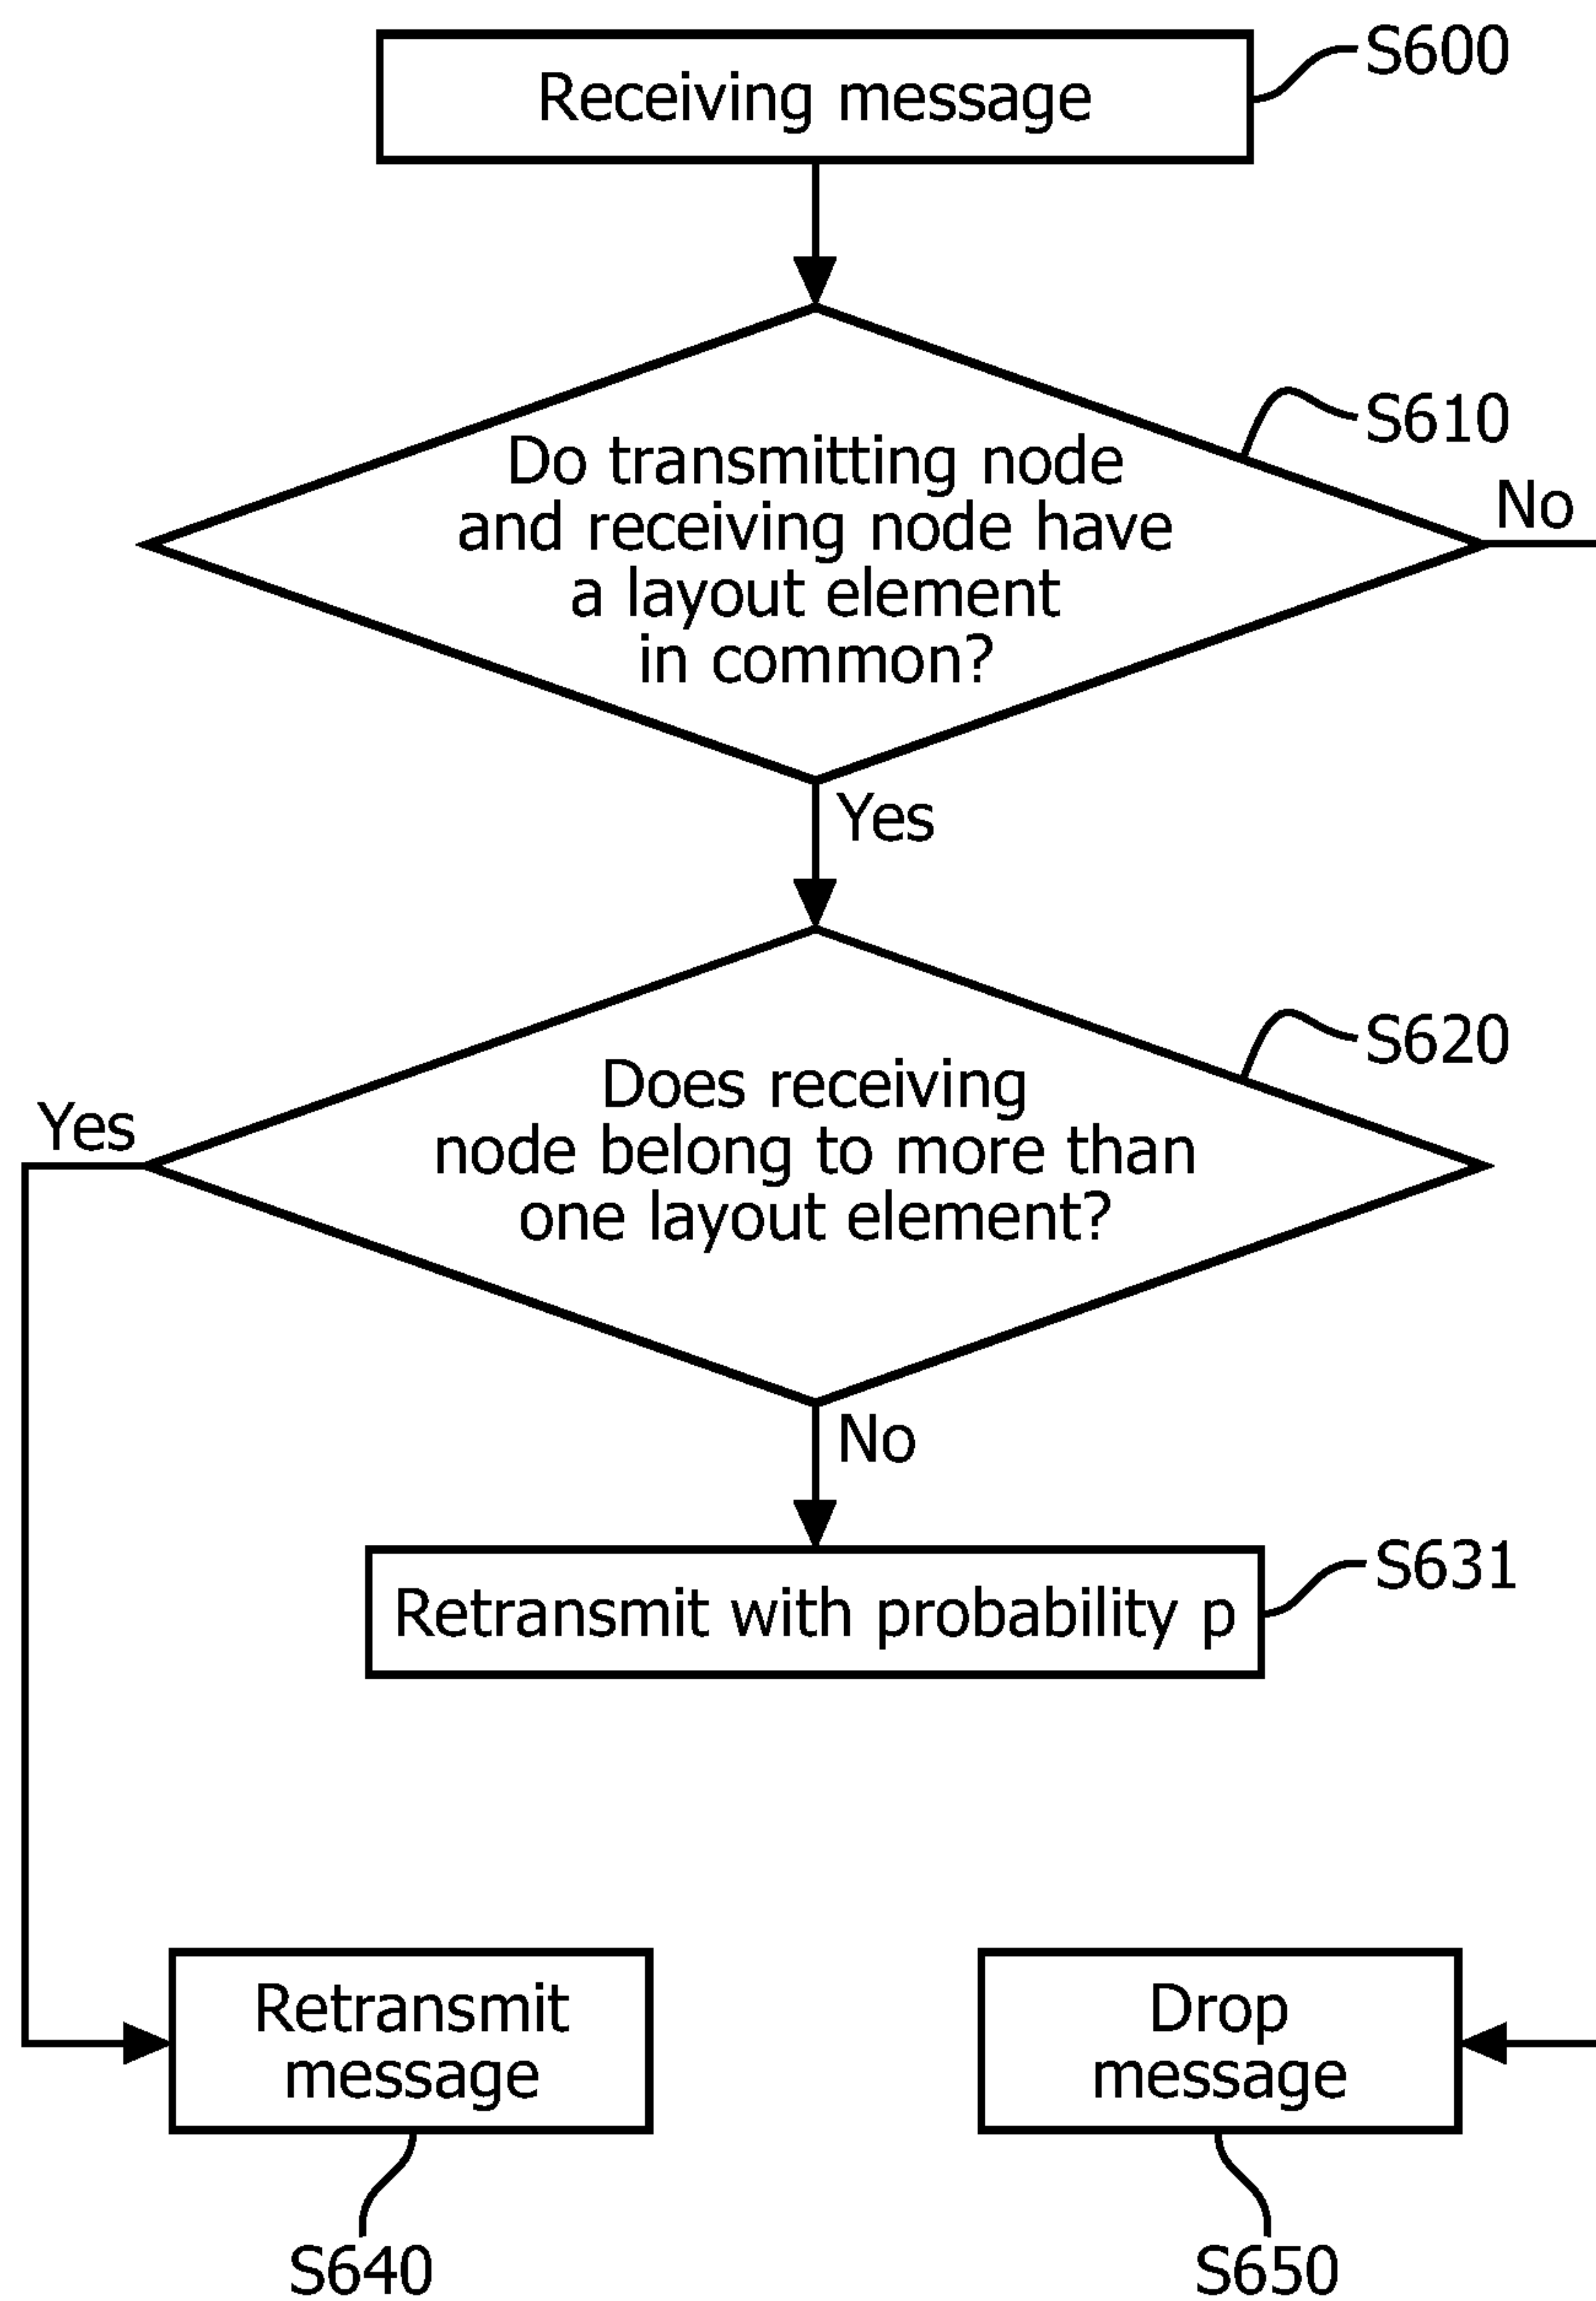 Receiving message
S600
S610
Do transmitting node
and receiving node have
a layout element
in common?
No
Yes
S620
Does receiving
node belong to more than
one layout element?
Yes
No
Retransmit with probability p
S631
Retransmit
message
Drop
message
S640
S650